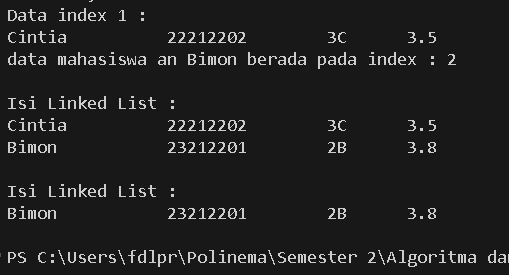 Data index 1 :
Cintia 22212202 3C 3.5
data mahasiswa an Bimon berada pada index : 2
Isi Linked List :
Cintia 22212202 3C 3.5
Bimon 23212201 2B 3.8
Isi Linked List :
Bimon 23212201 2B 3.8
PS C:\Users\fdlpr\Polinema\Semester 2\Algoritma